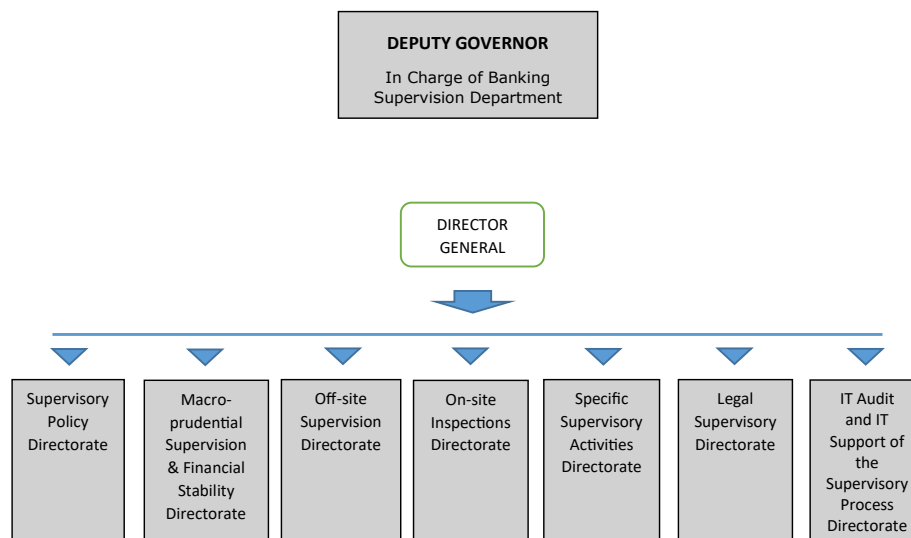 DEPUTY GOVERNOR
In Charge of Banking
Supervision Department
DIRECTOR
GENERAL
Supervisory
Policy
Directorate
Macro-
prudential
Supervision
& Financial
Stability
Directorate
Off-site
Supervision
Directorate
On-site
Inspections
Directorate
Specific
Supervisory
Activities
Directorate
Legal
Supervisory
Directorate
IT Audit
and IT
Support of
the
Supervisory
Process
Directorate